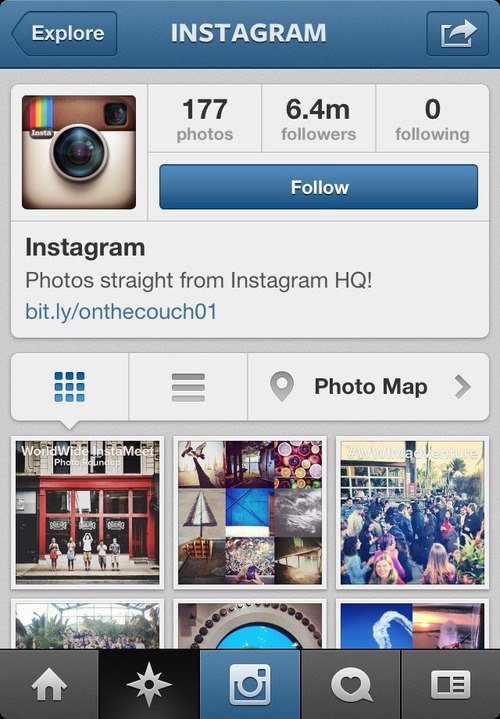 Explore
INSTAGRAM
Insta
177
photos
6.4m
followers
0
following
Follow
Instagram
Photos straight from Instagram HQ!
bit.ly/onthecouch01
Photo Map
WorldWide InstaMeet
Photo Roundup
#WWIMadventure